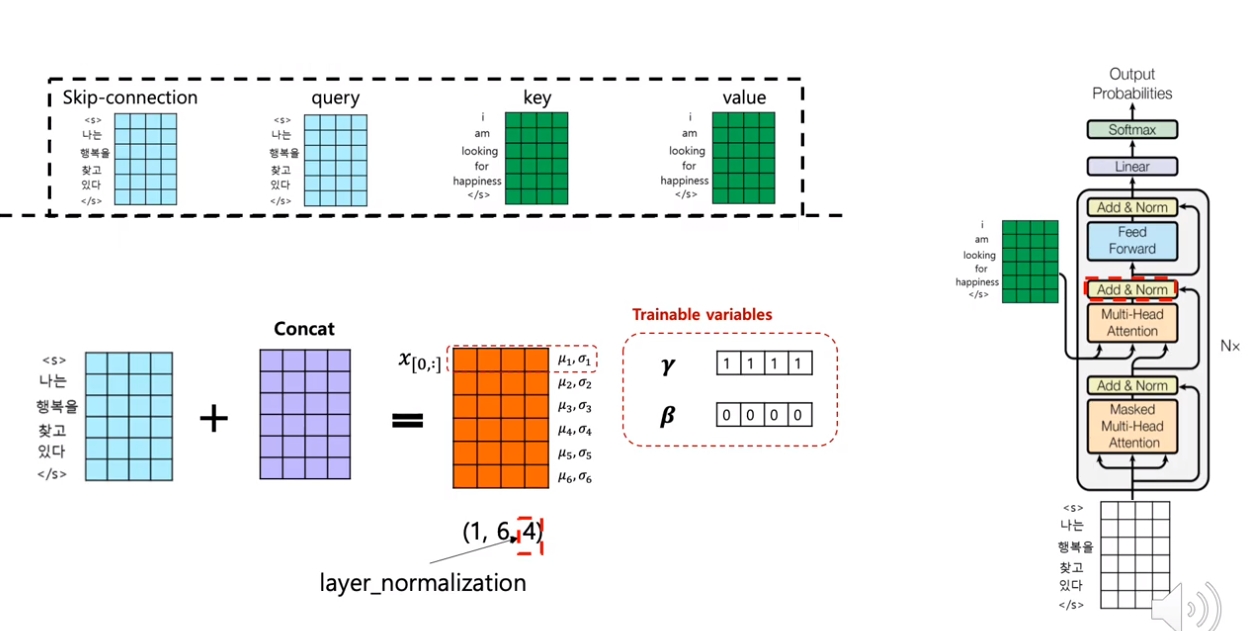 Skip-connection
<s>
나는
행복을
찾고
있다
</s>
query
<s>
나는
행복을
찾고
있다
</s>
key
i
am
looking
for
happiness
</s>
value
i
am
looking
for
happiness
</s>
<s>
나는
행복을
찾고
있다
</s>
+
Concat
=
x[0,:]
μ1, σ1
μ2, σ2
μ3, σ3
μ4, σ4
μ5, σ5
μ6, σ6
(1, 6, 4)
layer_normalization
Trainable variables
γ 1 1 1 1
β 0 0 0 0
Output
Probabilities
Softmax
Linear
Add & Norm
Feed
Forward
Add & Norm
Multi-Head
Attention
Add & Norm
Masked
Multi-Head
Attention
N×
i
am
looking
for
happiness
</s>
<s>
나는
행복을
찾고
있다
</s>